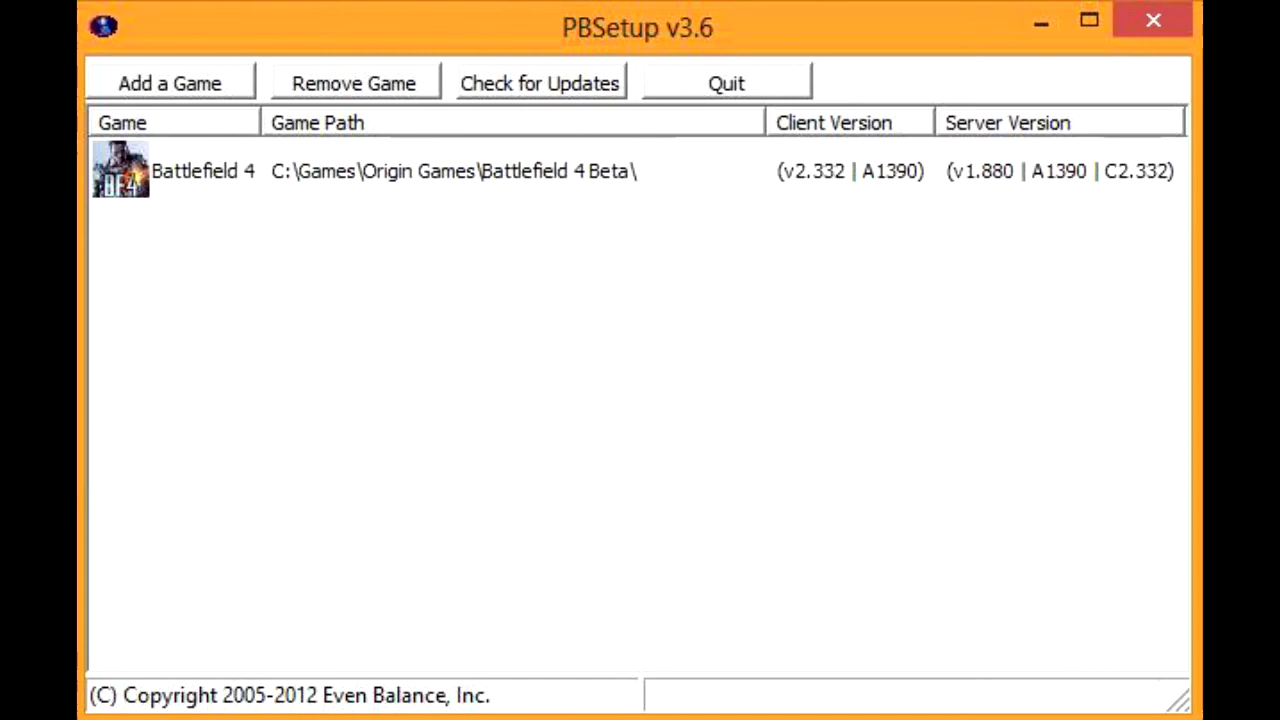 PBSetup v3.6
Add a Game Remove Game Check for Updates Quit
Game Game Path Client Version Server Version
BF4 Battlefield 4 C:\Games\Origin Games\Battlefield 4 Beta\ (v2.332 | A1390) (v1.880 | A1390 | C2.332)
(C) Copyright 2005-2012 Even Balance, Inc.